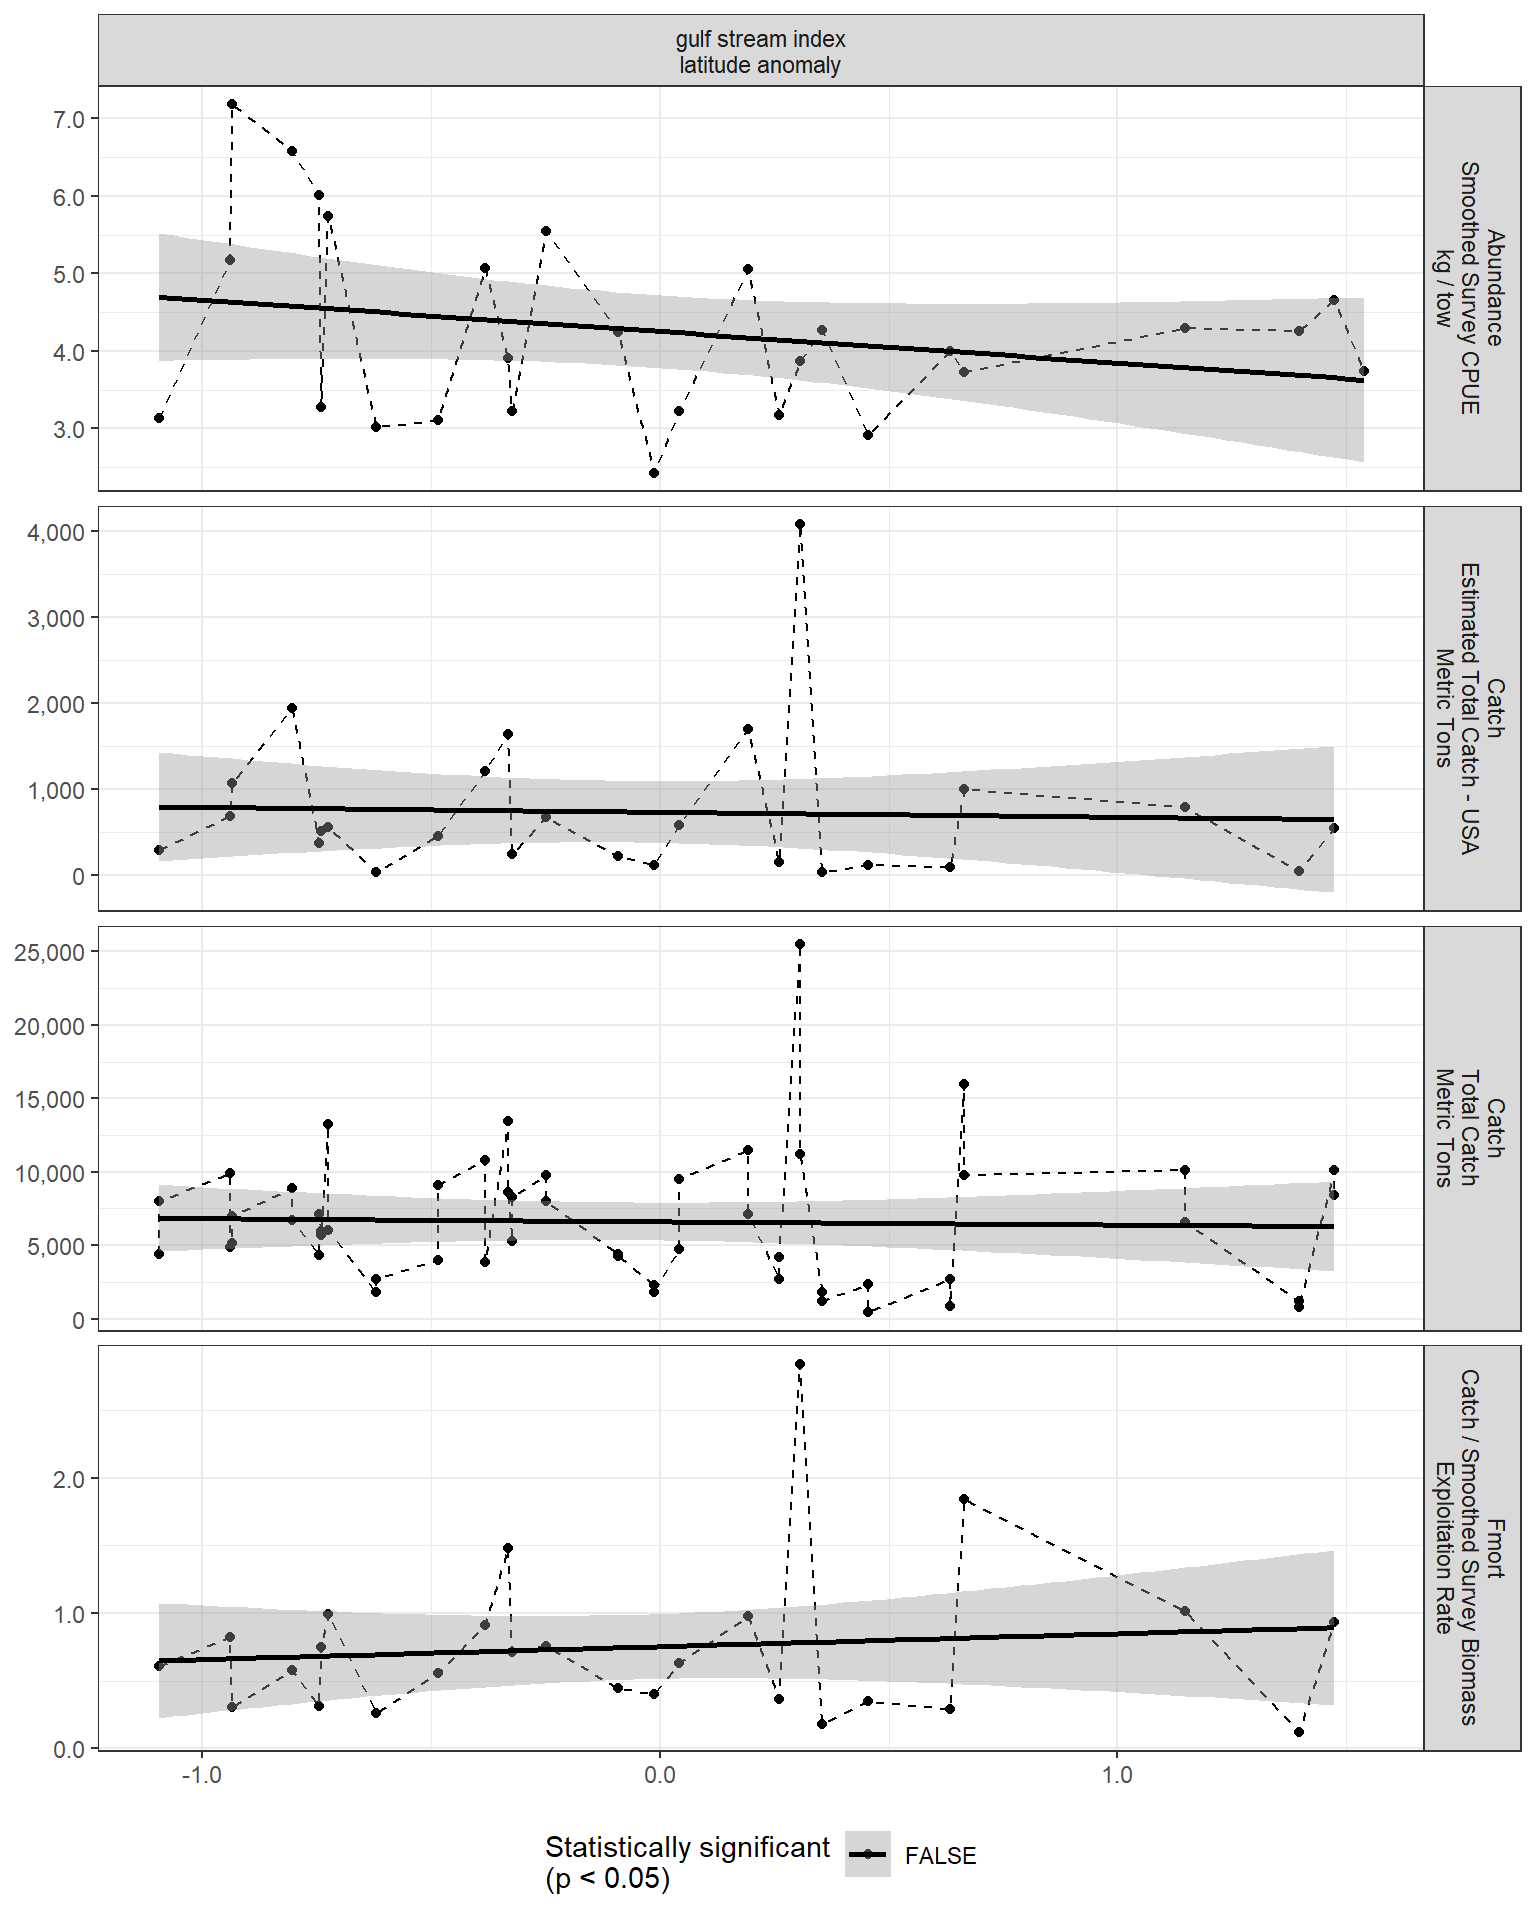 gulf stream index
latitude anomaly
7.0
6.0
5.0
4.0
3.0
Abundance
Smoothed Survey CPUE
kg / tow
4,000
3,000
2,000
1,000
0
Catch
Estimated Total Catch - USA
Metric Tons
25,000
20,000
15,000
10,000
5,000
0
Catch
Total Catch
Metric Tons
2.0
1.0
0.0
Fmort
Catch / Smoothed Survey Biomass
Exploitation Rate
-1.0
0.0
1.0
Statistically significant
(p < 0.05)
FALSE